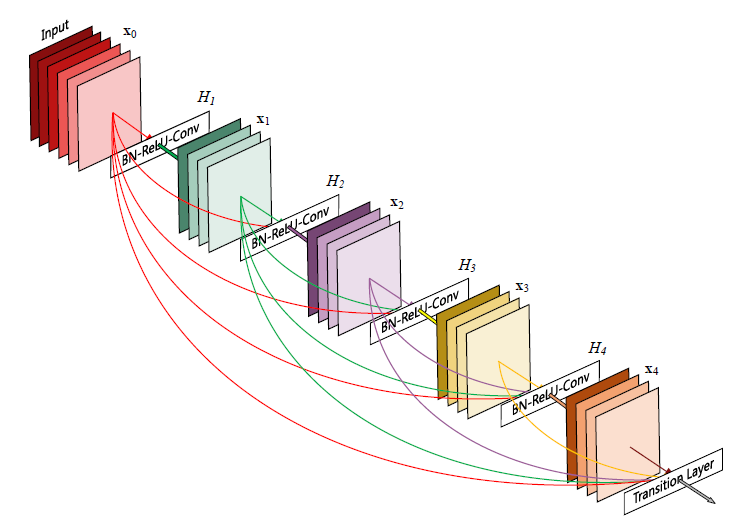 Input
x0
H1
BN-ReLU-Conv
x1
H2
BN-ReLU-Conv
x2
H3
BN-ReLU-Conv
x3
H4
BN-ReLU-Conv
x4
Transition Layer